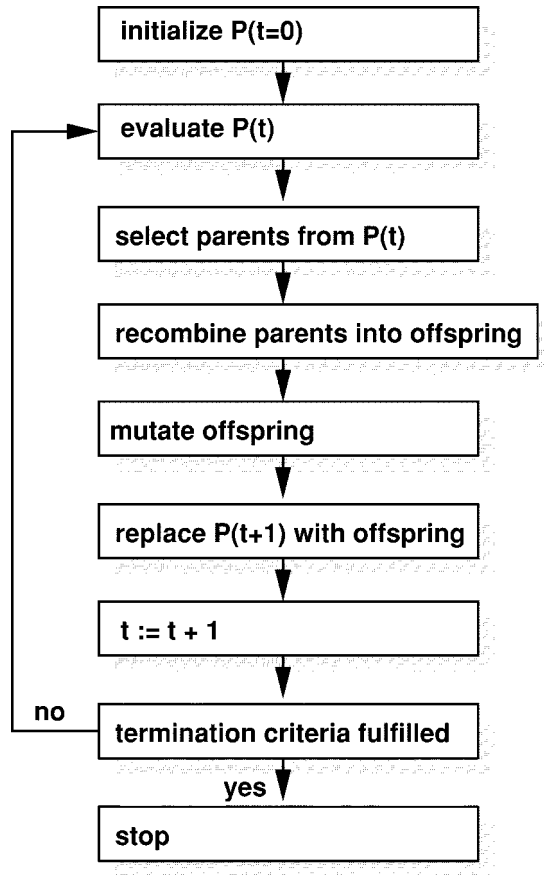 initialize P(t=0)
evaluate P(t)
select parents from P(t)
recombine parents into offspring
mutate offspring
replace P(t+1) with offspring
t := t + 1
no
termination criteria fulfilled
yes
stop